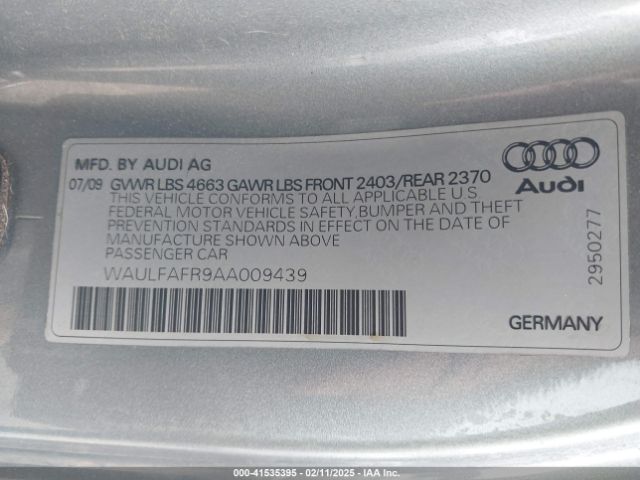 MFD. BY AUDI AG
07/09 GVWR LBS 4663 GAWR LBS FRONT 2403/REAR 2370
THIS VEHICLE CONFORMS TO ALL APPLICABLE U.S.
FEDERAL MOTOR VEHICLE SAFETY,BUMPER AND THEFT
PREVENTION STANDARDS IN EFFECT ON THE DATE OF
MANUFACTURE SHOWN ABOVE
PASSENGER CAR
WAULFAFR9AA009439
Audi
2950277
GERMANY
000-41535395 - 02/11/2025 - IAA Inc.